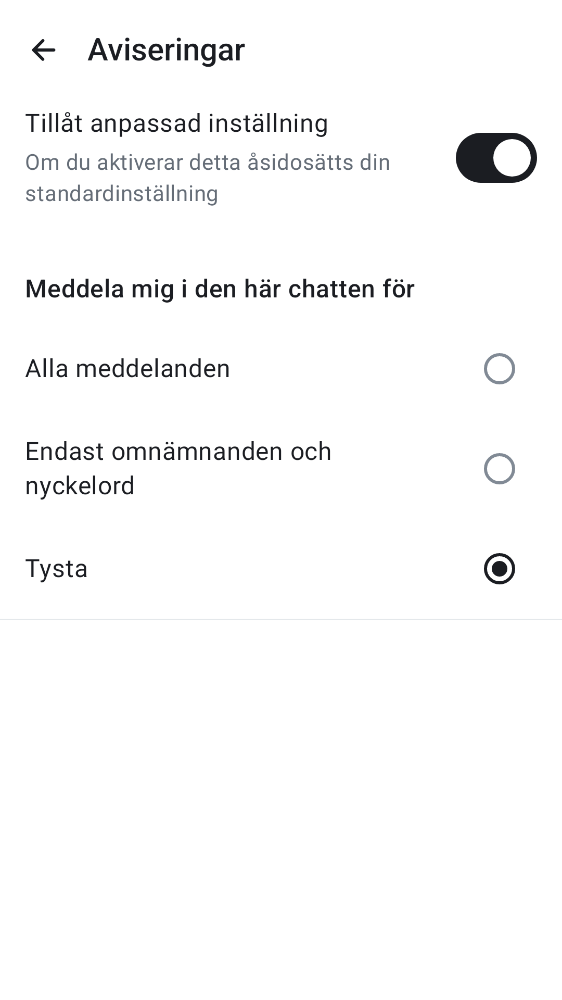 Aviseringar
Tillåt anpassad inställning
Om du aktiverar detta åsidosätts din
standardinställning
Meddela mig i den här chatten för
Alla meddelanden
Endast omnämnanden och
nyckelord
Tysta